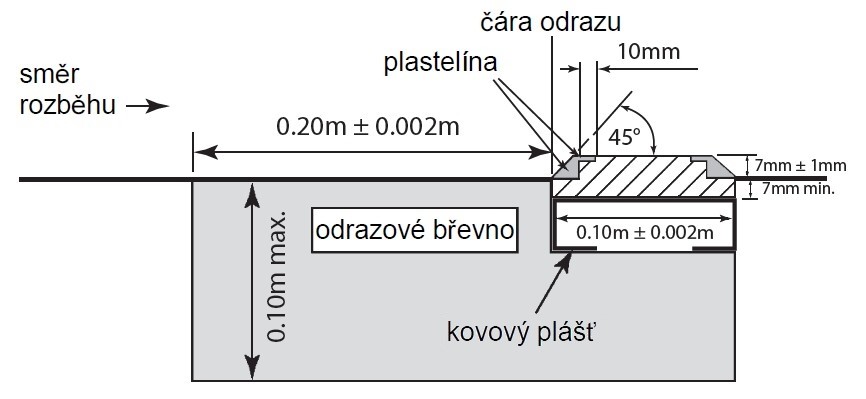 čára odrazu
plastelína
10mm
směr
rozběhu
0.20m ± 0.002m
45º
7mm ± 1mm
7mm min.
odrazové břevno
0.10m ± 0.002m
0.10m max.
kovový plášť